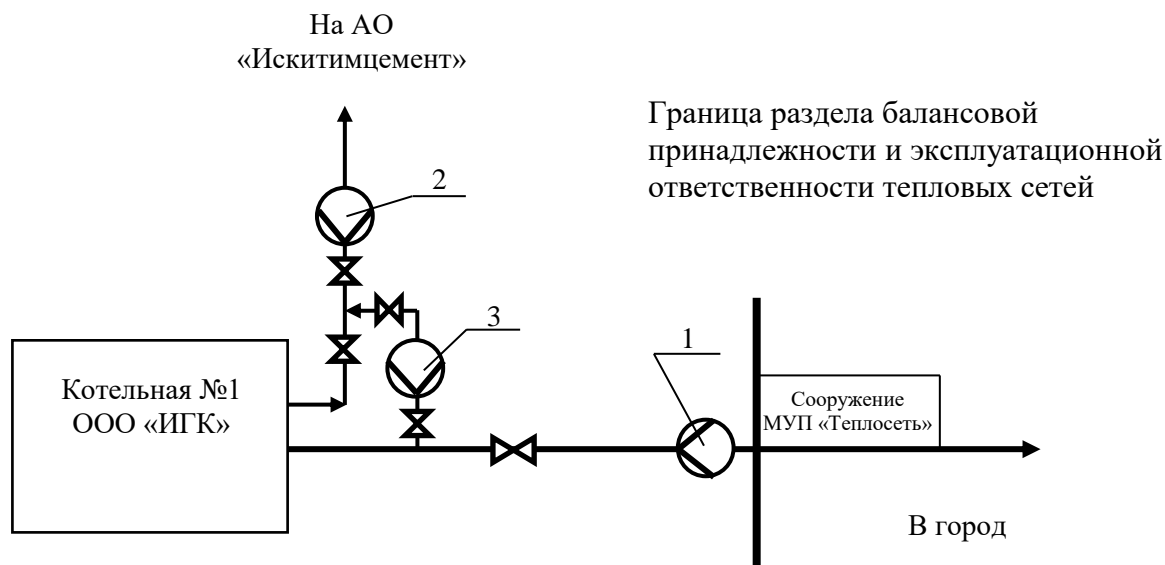 На АО
«Искитимцемент»
Граница раздела балансовой
принадлежности и эксплуатационной
ответственности тепловых сетей
2
3
1
Котельная №1
ООО «ИГК»
Сооружение
МУП «Теплосеть»
В город